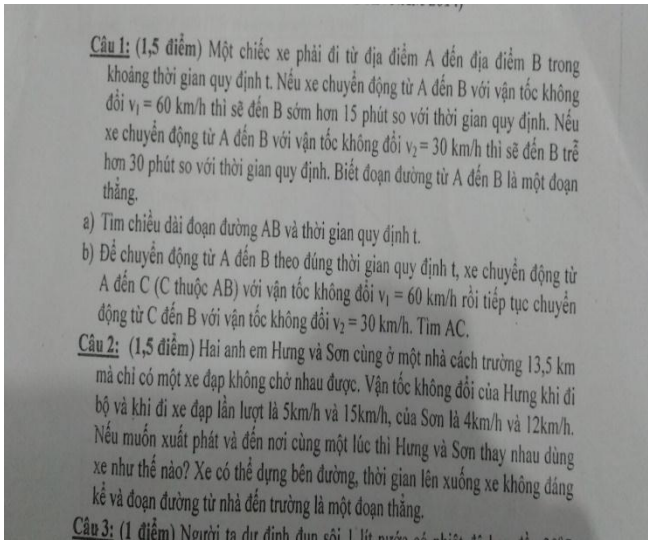 Câu 1: (1,5 điểm) Một chiếc xe phải đi từ địa điểm A đến địa điểm B trong
khoảng thời gian quy định t. Nếu xe chuyển động từ A đến B với vận tốc không
đổi v₁ = 60 km/h thì sẽ đến B sớm hơn 15 phút so với thời gian quy định. Nếu
xe chuyển động từ A đến B với vận tốc không đổi v₂ = 30 km/h thì sẽ đến B trễ
hơn 30 phút so với thời gian quy định. Biết đoạn đường từ A đến B là một đoạn
thẳng.
a) Tìm chiều dài đoạn đường AB và thời gian quy định t.
b) Để chuyển động từ A đến B theo đúng thời gian quy định t, xe chuyển động từ
A đến C (C thuộc AB) với vận tốc không đổi v₁ = 60 km/h rồi tiếp tục chuyển
động từ C đến B với vận tốc không đổi v₂ = 30 km/h. Tìm AC.
Câu 2: (1,5 điểm) Hai anh em Hưng và Sơn cùng ở một nhà cách trường 13,5 km
mà chỉ có một xe đạp không chở nhau được. Vận tốc không đổi của Hưng khi đi
bộ và khi đi xe đạp lần lượt là 5km/h và 15km/h, của Sơn là 4km/h và 12km/h.
Nếu muốn xuất phát và đến nơi cùng một lúc thì Hưng và Sơn thay nhau dùng
xe như thế nào? Xe có thể dựng bên đường, thời gian lên xuống xe không đáng
kể và đoạn đường từ nhà đến trường là một đoạn thẳng.
Câu 3: (1 điểm) Người ta dự định đun sôi 1 lít nước